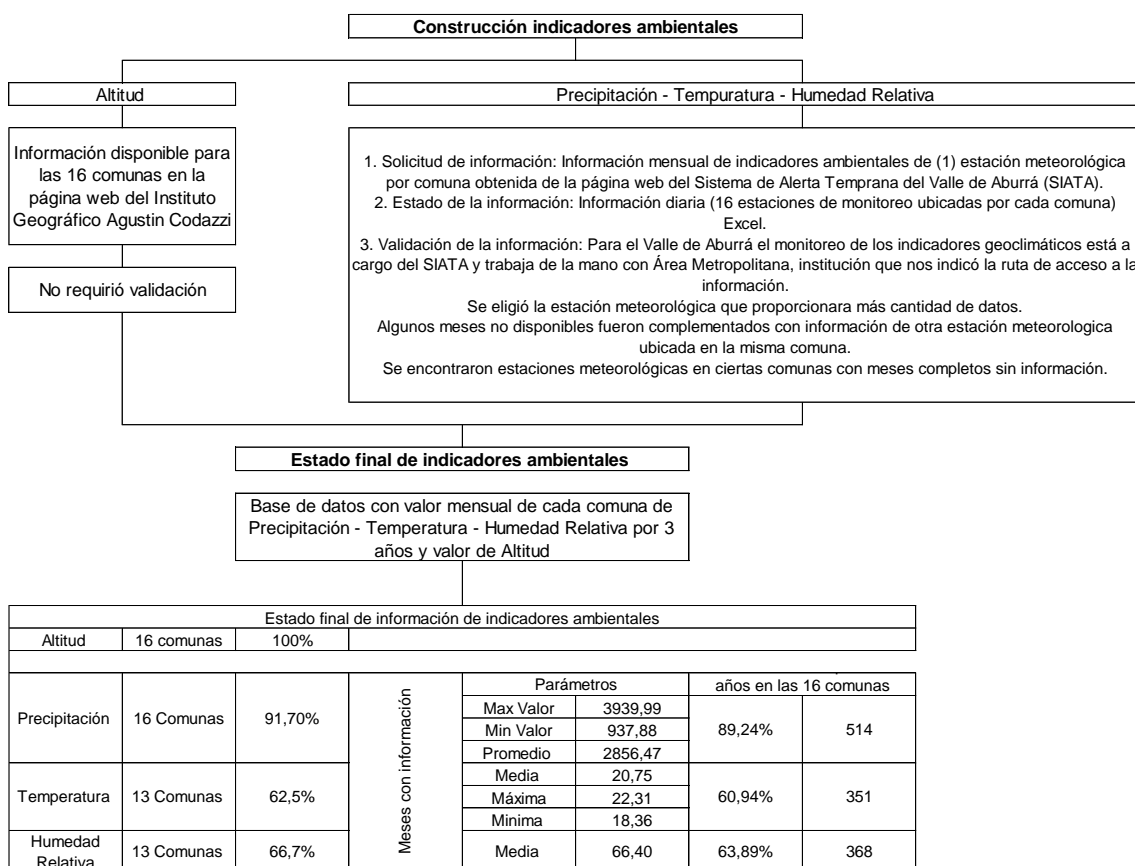 Construcción indicadores ambientales
Altitud
Precipitación - Tempuratura - Humedad Relativa
Información disponible para
las 16 comunas en la
página web del Instituto
Geográfico Agustin Codazzi
No requirió validación
1. Solicitud de información: Información mensual de indicadores ambientales de (1) estación meteorológica
por comuna obtenida de la página web del Sistema de Alerta Temprana del Valle de Aburrá (SIATA).
2. Estado de la información: Información diaria (16 estaciones de monitoreo ubicadas por cada comuna)
Excel.
3. Validación de la información: Para el Valle de Aburrá el monitoreo de los indicadores geoclimáticos está a
cargo del SIATA y trabaja de la mano con Área Metropolitana, institución que nos indicó la ruta de acceso a la
información.
Se eligió la estación meteorológica que proporcionara más cantidad de datos.
Algunos meses no disponibles fueron complementados con información de otra estación meteorologica
ubicada en la misma comuna.
Se encontraron estaciones meteorológicas en ciertas comunas con meses completos sin información.
Estado final de indicadores ambientales
Base de datos con valor mensual de cada comuna de
Precipitación - Temperatura - Humedad Relativa por 3
años y valor de Altitud
Estado final de información de indicadores ambientales
Altitud 16 comunas 100%
Parámetros años en las 16 comunas
Precipitación 16 Comunas 91,70%
Meses con información
Max Valor 3939,99
Min Valor 937,88
Promedio 2856,47
89,24% 514
Temperatura 13 Comunas 62,5%
Media 20,75
Máxima 22,31
Minima 18,36
60,94% 351
Humedad
Relativa
13 Comunas 66,7% Media 66,40 63,89% 368